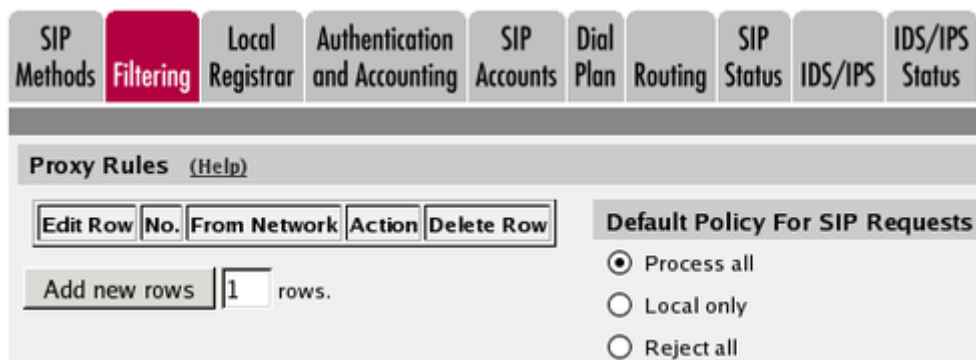 SIP Methods
Filtering
Local Registrar
Authentication and Accounting
SIP Accounts
Dial Plan
Routing
SIP Status
IDS/IPS
IDS/IPS Status
Proxy Rules (Help)
Edit Row No. From Network Action Delete Row
Add new rows 1 rows.
Default Policy For SIP Requests
Process all
Local only
Reject all